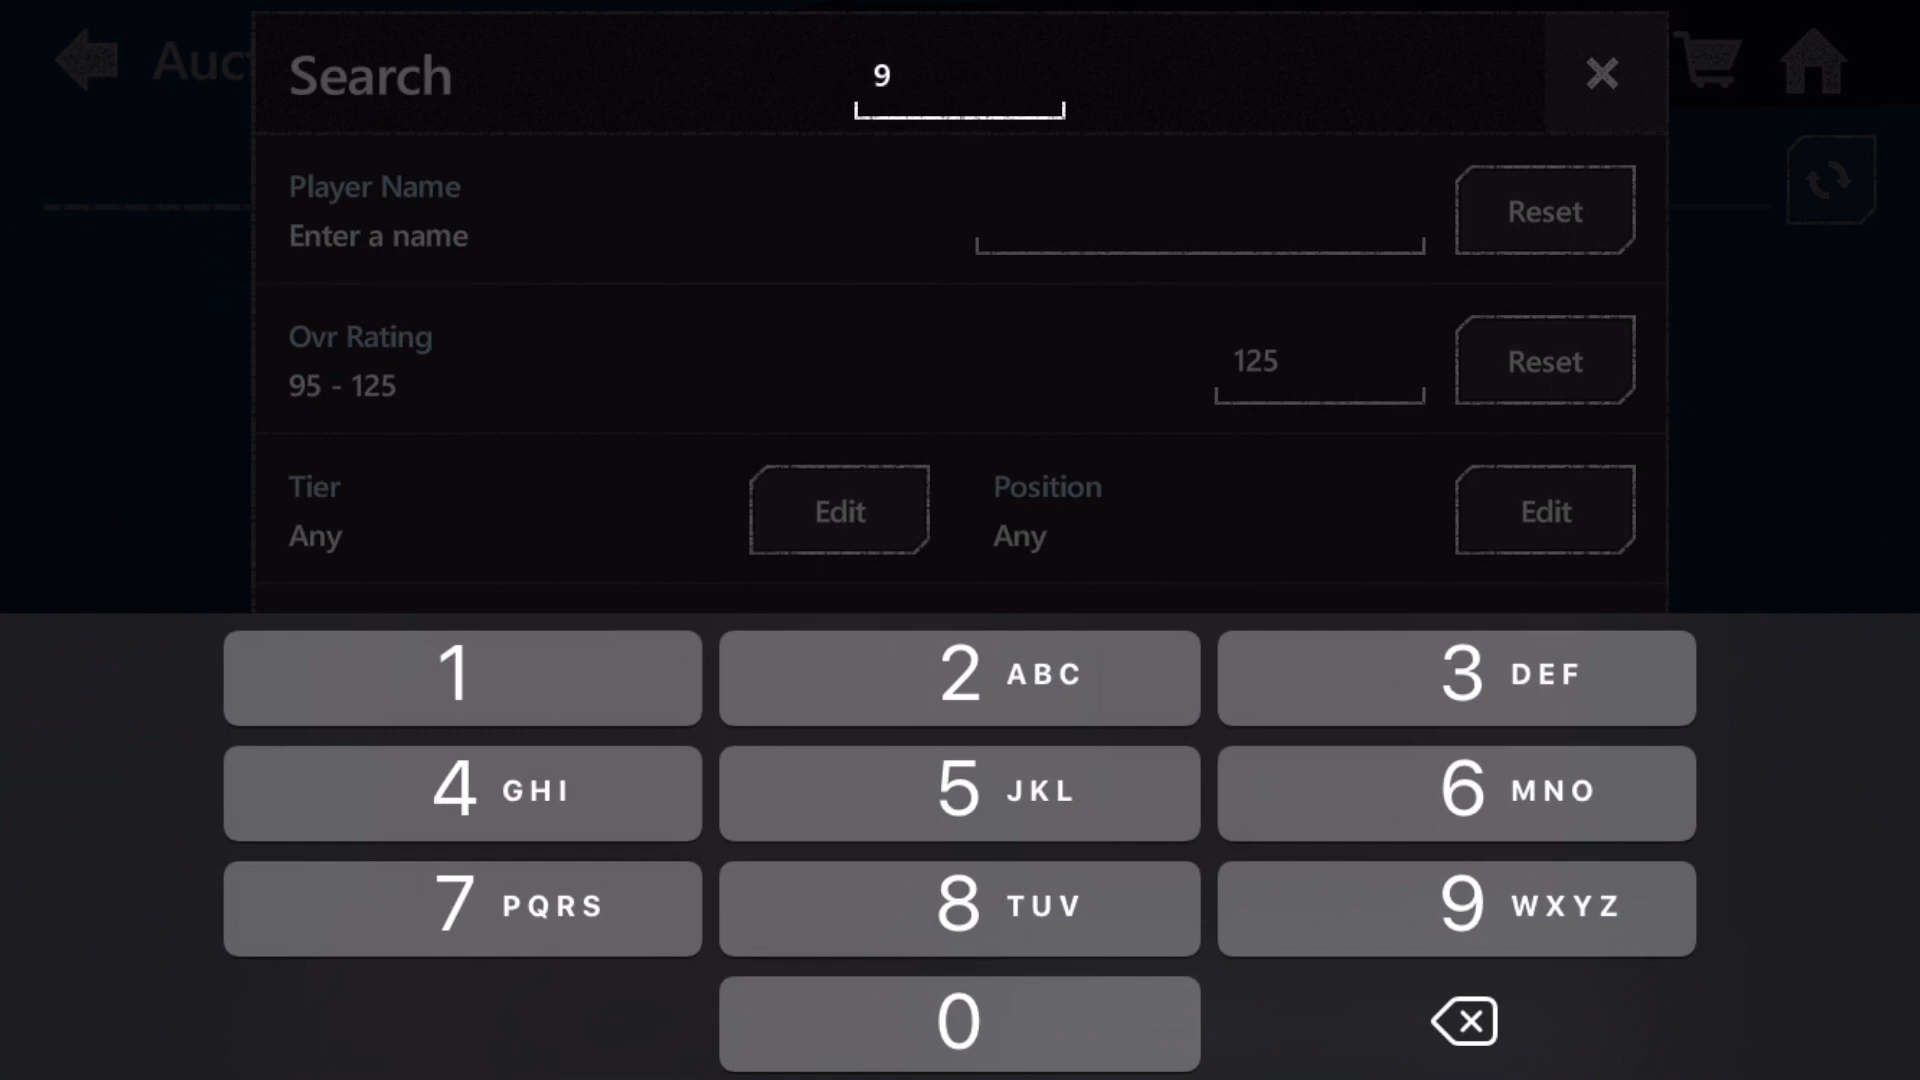 Auct
Search
9
Player Name
Enter a name
Reset
Ovr Rating
95 - 125
125
Reset
Tier
Any
Edit
Position
Any
Edit
1
2 ABC
3 DEF
4 GHI
5 JKL
6 MNO
7 PQRS
8 TUV
9 WXYZ
0